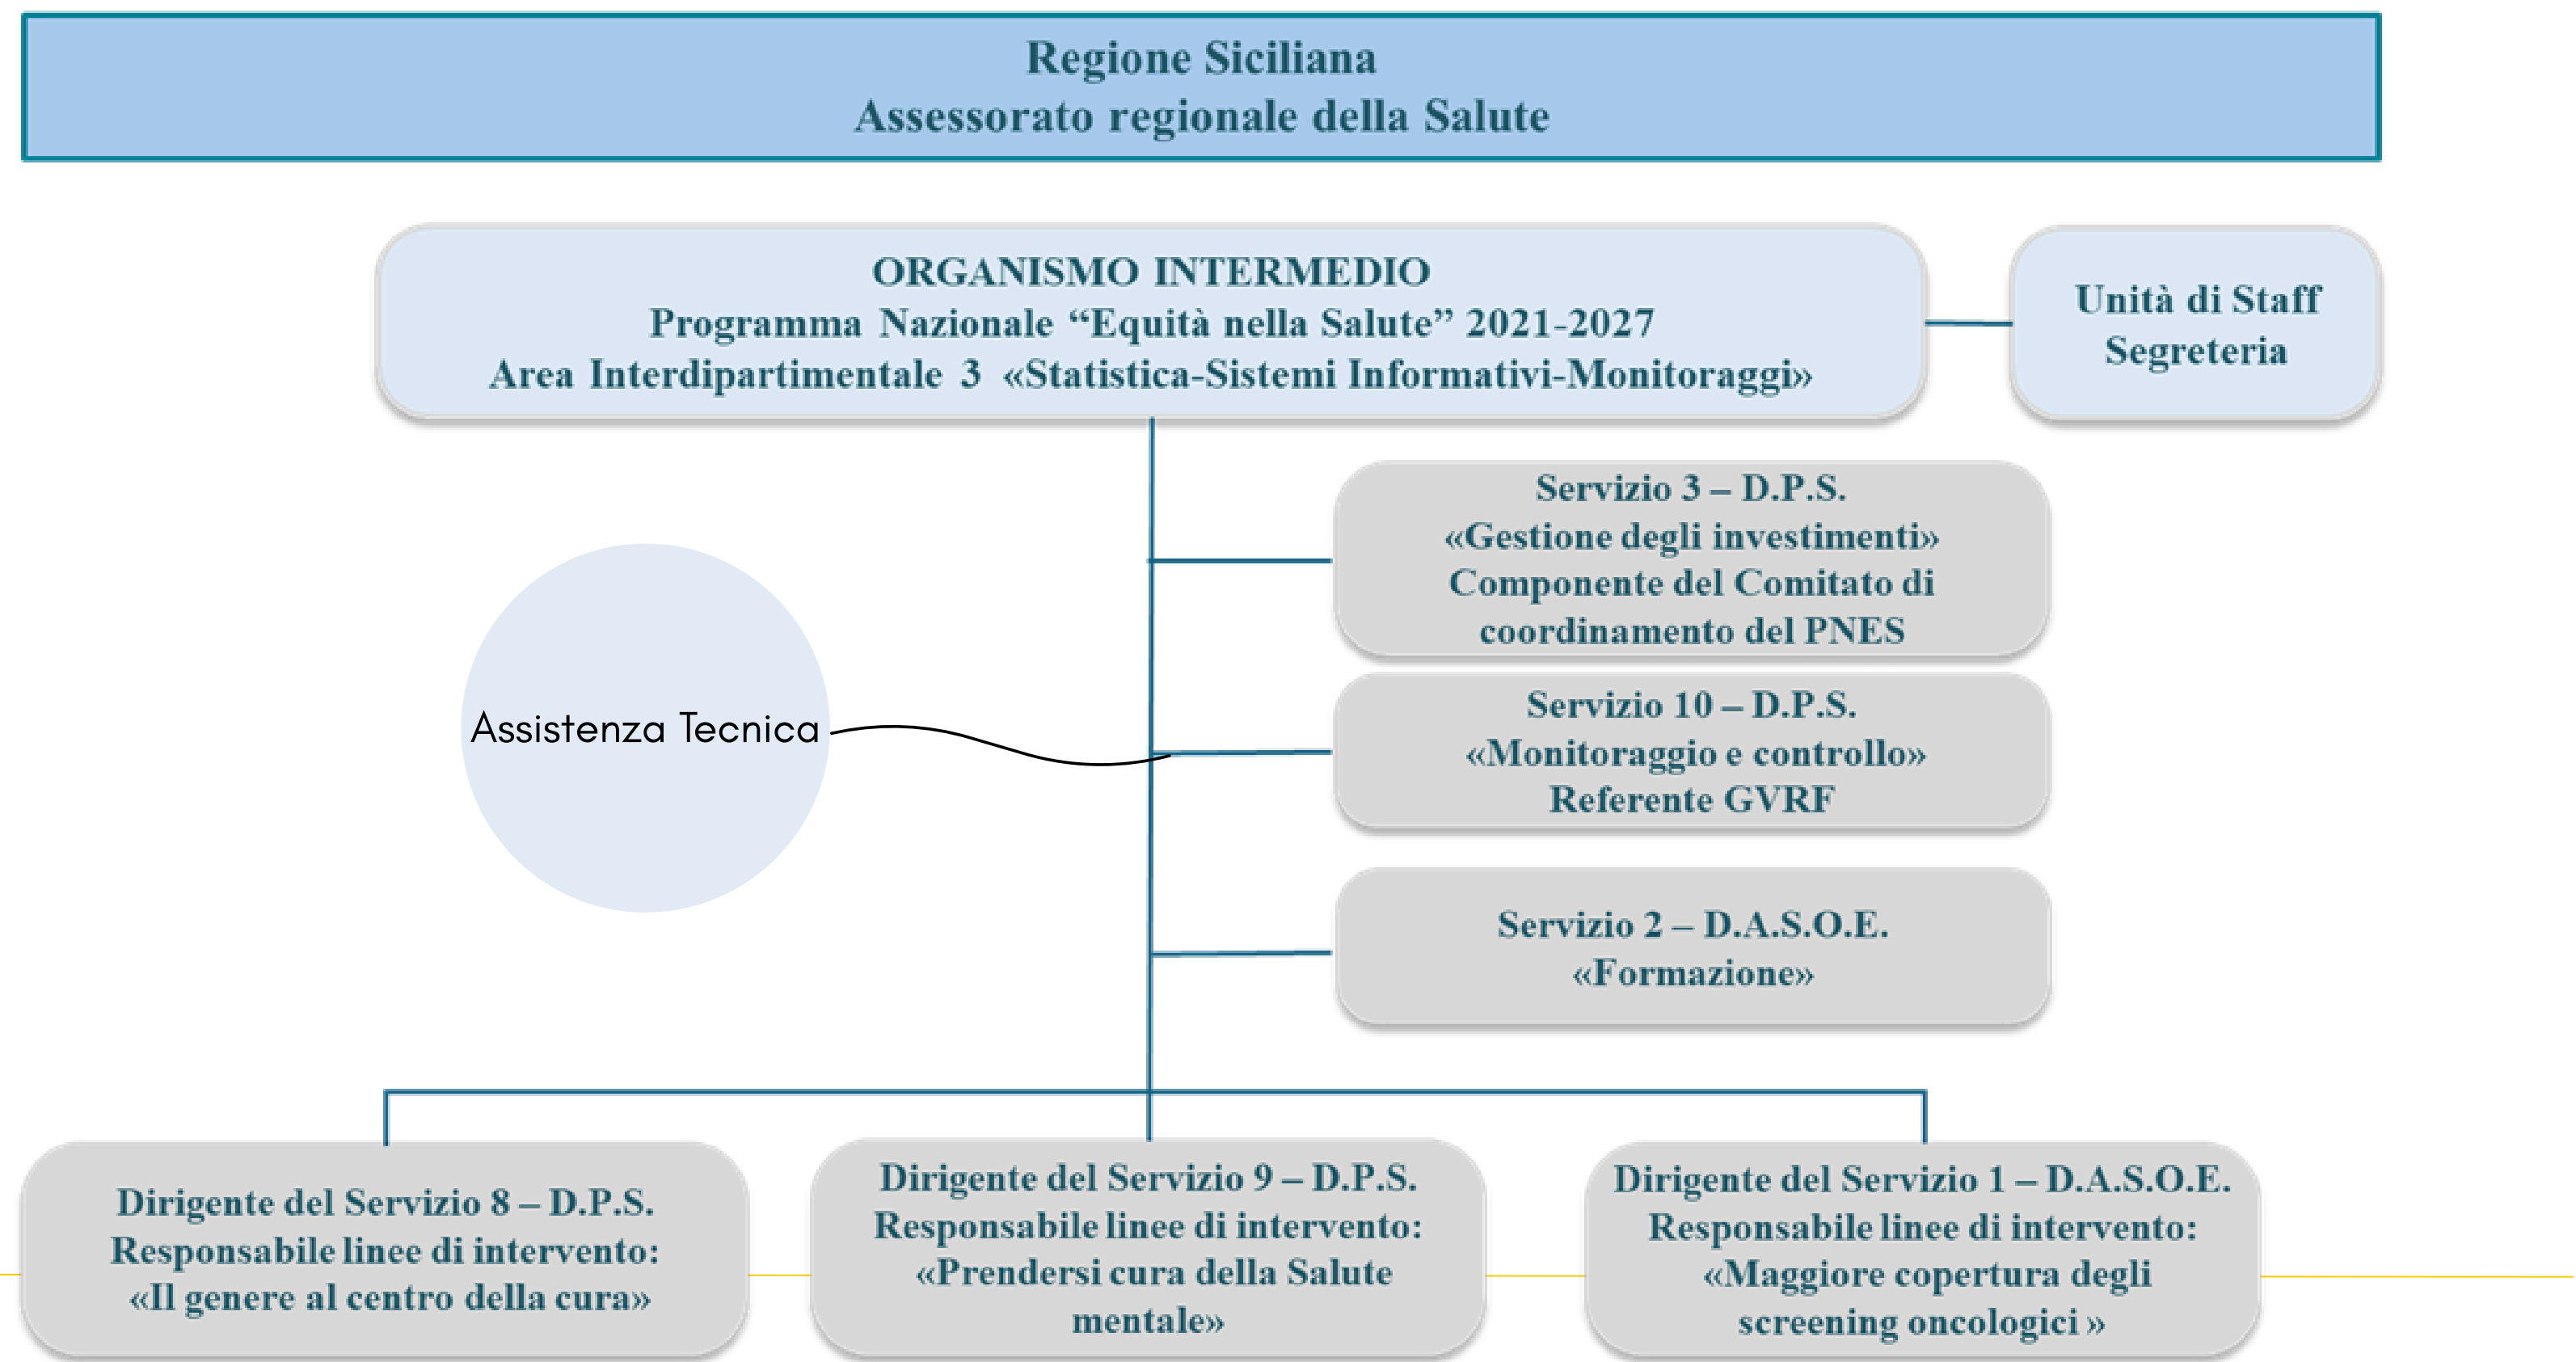 Regione Siciliana
Assessorato regionale della Salute
ORGANISMO INTERMEDIO
Programma Nazionale “Equità nella Salute” 2021-2027
Area Interdipartimentale 3 «Statistica-Sistemi Informativi-Monitoraggi»
Unità di Staff
Segreteria
Servizio 3 – D.P.S.
«Gestione degli investimenti»
Componente del Comitato di
coordinamento del PNES
Assistenza Tecnica
Servizio 10 – D.P.S.
«Monitoraggio e controllo»
Referente GVRF
Servizio 2 – D.A.S.O.E.
«Formazione»
Dirigente del Servizio 8 – D.P.S.
Responsabile linee di intervento:
«Il genere al centro della cura»
Dirigente del Servizio 9 – D.P.S.
Responsabile linee di intervento:
«Prendersi cura della Salute
mentale»
Dirigente del Servizio 1 – D.A.S.O.E.
Responsabile linee di intervento:
«Maggiore copertura degli
screening oncologici »